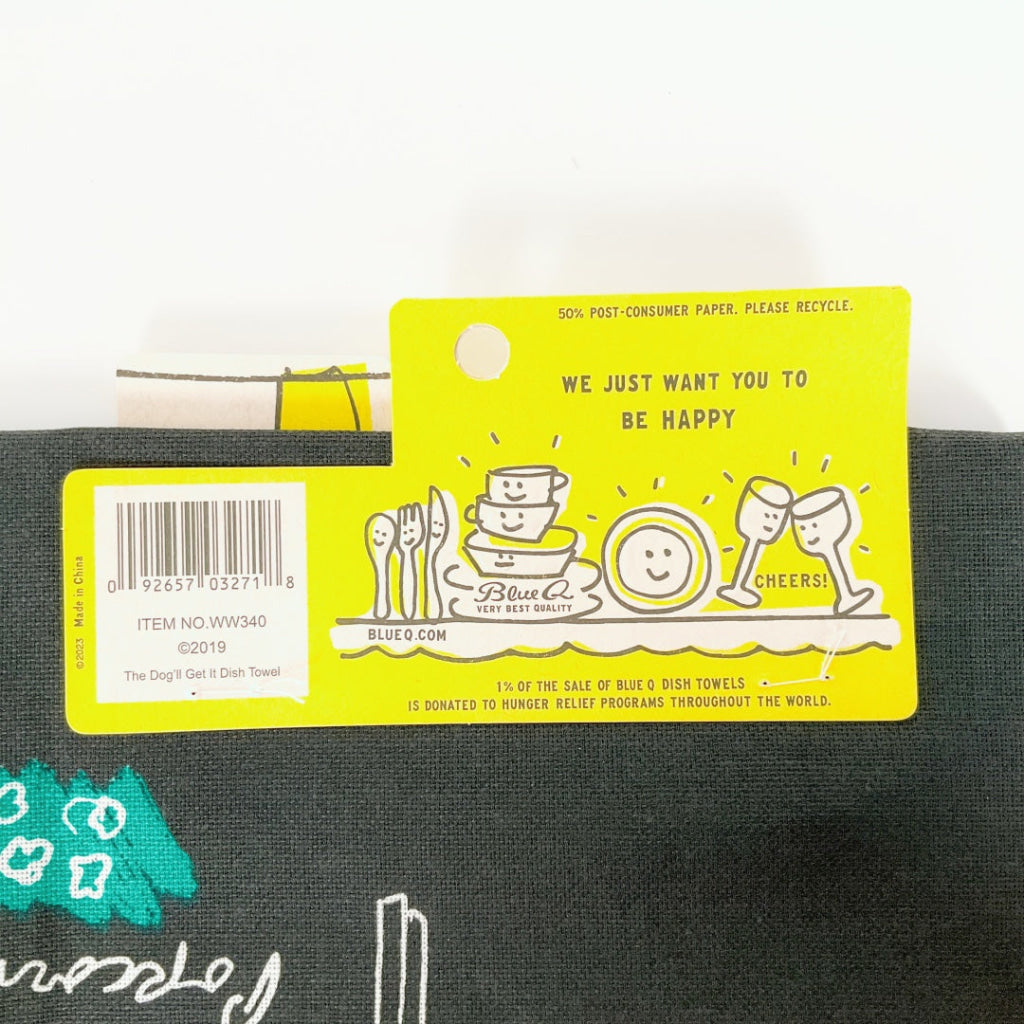 50% POST-CONSUMER PAPER. PLEASE RECYCLE.
WE JUST WANT YOU TO
BE HAPPY
0 92657 03271 8
ITEM NO.WW340
©2019
The Dog'll Get It Dish Towel
©2023 Made in China
Blue Q
VERY BEST QUALITY
CHEERS!
BLUEQ.COM
1% OF THE SALE OF BLUE Q DISH TOWELS
IS DONATED TO HUNGER RELIEF PROGRAMS THROUGHOUT THE WORLD.